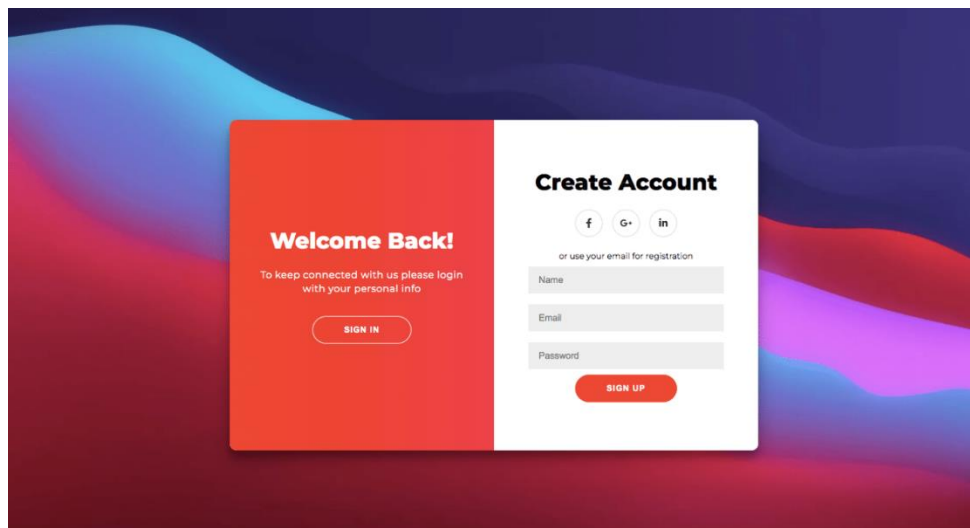 Welcome Back!
To keep connected with us please login
with your personal info
SIGN IN
Create Account
f
G+
in
or use your email for registration
Name
Email
Password
SIGN UP